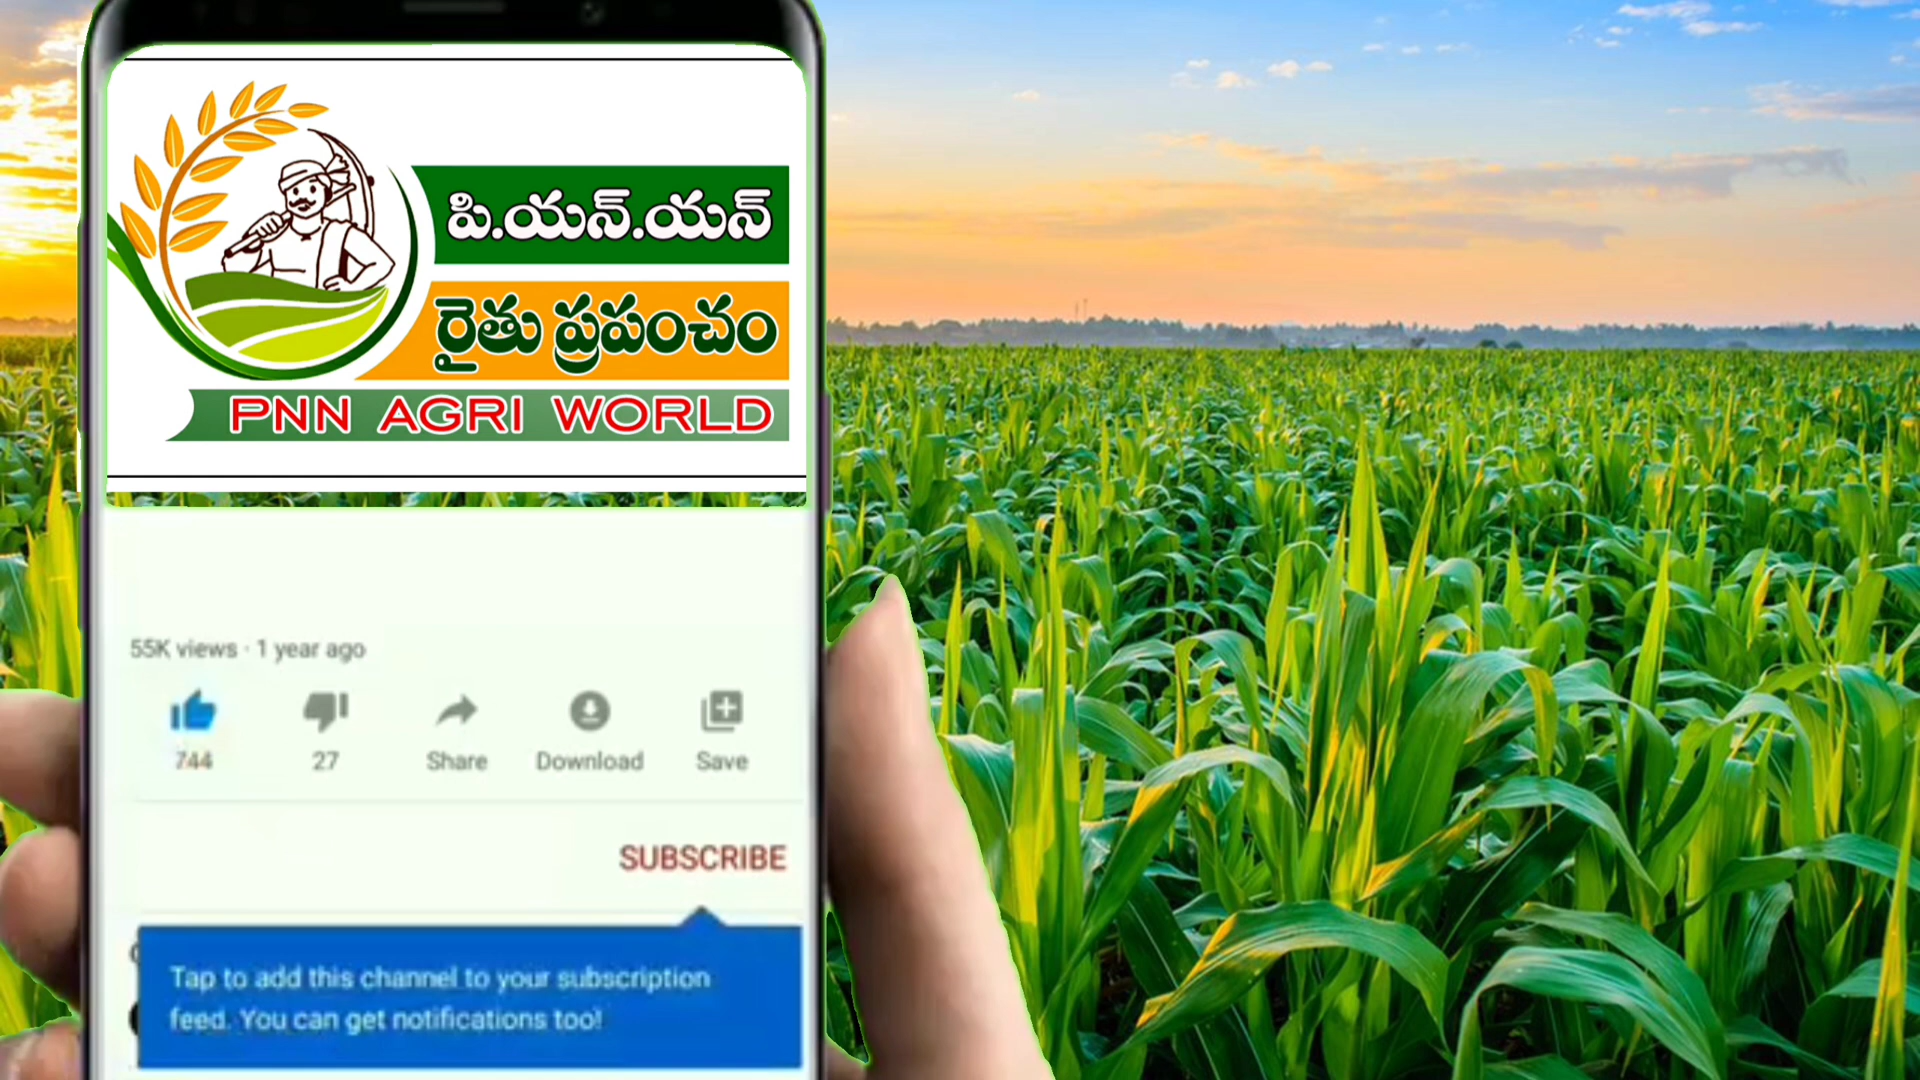 పి.యన్.యన్
రైతు ప్రపంచం
PNN AGRI WORLD
55K views · 1 year ago
744
27
Share
Download
Save
SUBSCRIBE
Tap to add this channel to your subscription
feed. You can get notifications too!